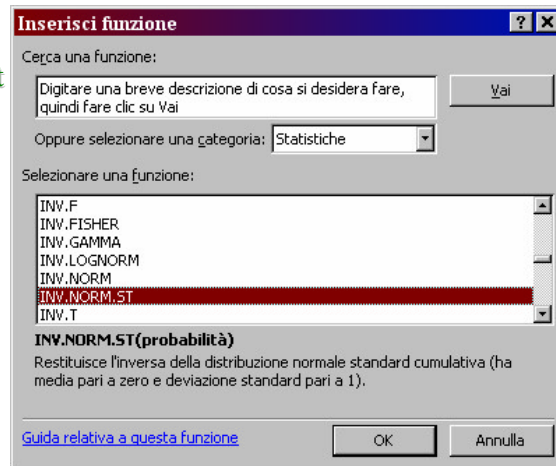 Inserisci funzione
Cerca una funzione:
Digitare una breve descrizione di cosa si desidera fare,
quindi fare clic su Vai
Vai
Oppure selezionare una categoria: Statistiche
Selezionare una funzione:
INV.F
INV.FISHER
INV.GAMMA
INV.LOGNORM
INV.NORM
INV.NORM.ST
INV.T
INV.NORM.ST(probabilità)
Restituisce l'inversa della distribuzione normale standard cumulativa (ha
media pari a zero e deviazione standard pari a 1).
Guida relativa a questa funzione
OK
Annulla